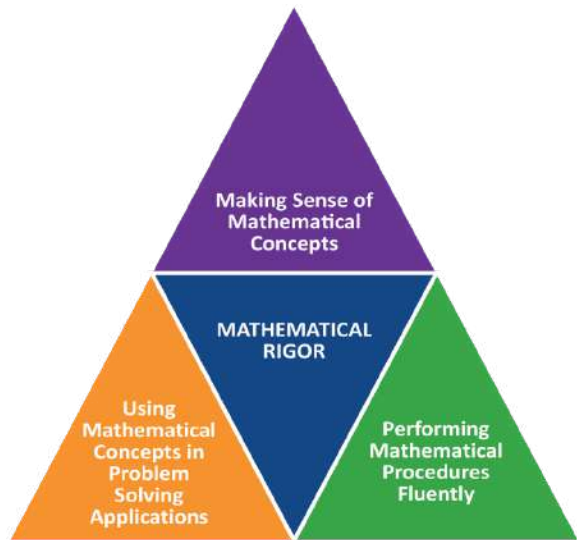 Making Sense of
Mathematical
Concepts
MATHEMATICAL
RIGOR
Using
Mathematical
Concepts in
Problem
Solving
Applications
Performing
Mathematical
Procedures
Fluently